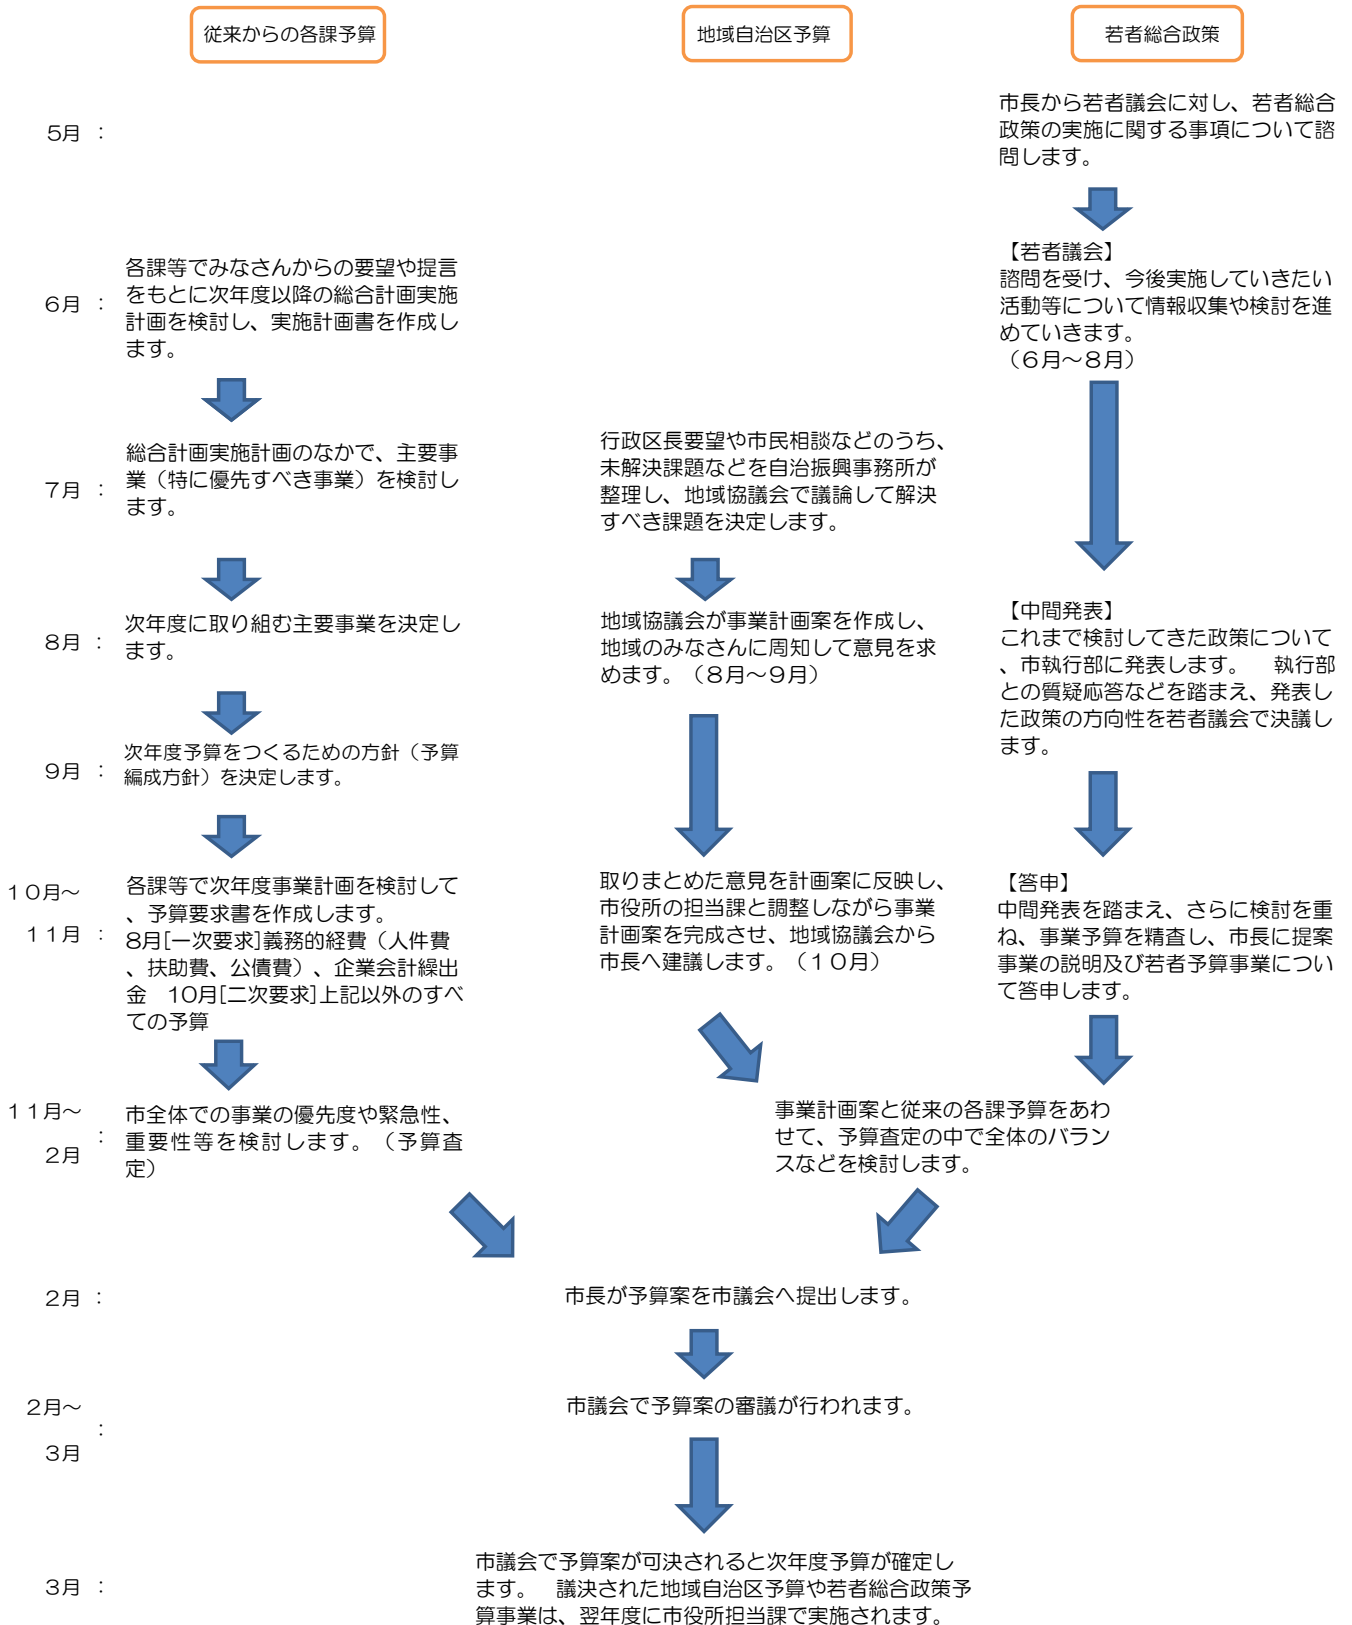 従来からの各課予算
地域自治区予算
若者総合政策
5月 ：
市長から若者議会に対し、若者総合
政策の実施に関する事項について諮
問します。
6月 ：
各課等でみなさんからの要望や提言
をもとに次年度以降の総合計画実施
計画を検討し、実施計画書を作成し
ます。
【若者議会】
諮問を受け、今後実施していきたい
活動等について情報収集や検討を進
めていきます。
（６月～８月）
7月 ：
総合計画実施計画のなかで、主要事
業（特に優先すべき事業）を検討し
ます。
行政区長要望や市民相談などのうち、
未解決課題などを自治振興事務所が
整理し、地域協議会で議論して解決
すべき課題を決定します。
8月 ：
次年度に取り組む主要事業を決定し
ます。
地域協議会が事業計画案を作成し、
地域のみなさんに周知して意見を求
めます。（８月～９月）
【中間発表】
これまで検討してきた政策について
、市執行部に発表します。　執行部
との質疑応答などを踏まえ、発表し
た政策の方向性を若者議会で決議し
ます。
9月 ：
次年度予算をつくるための方針（予算
編成方針）を決定します。
１０月～
11月 ：
各課等で次年度事業計画を検討して
、予算要求書を作成します。
8月[一次要求]義務的経費（人件費
、扶助費、公債費）、企業会計繰出
金　10月[二次要求]上記以外のすべ
ての予算
取りまとめた意見を計画案に反映し、
市役所の担当課と調整しながら事業
計画案を完成させ、地域協議会から
市長へ建議します。（１０月）
【答申】
中間発表を踏まえ、さらに検討を重
ね、事業予算を精査し、市長に提案
事業の説明及び若者予算事業につい
て答申します。
１１月～
：
2月
市全体での事業の優先度や緊急性、
重要性等を検討します。（予算査
定）
事業計画案と従来の各課予算をあわ
せて、予算査定の中で全体のバラン
スなどを検討します。
2月 ：
市長が予算案を市議会へ提出します。
2月～
：
3月
市議会で予算案の審議が行われます。
3月 ：
市議会で予算案が可決されると次年度予算が確定し
ます。　議決された地域自治区予算や若者総合政策予
算事業は、翌年度に市役所担当課で実施されます。